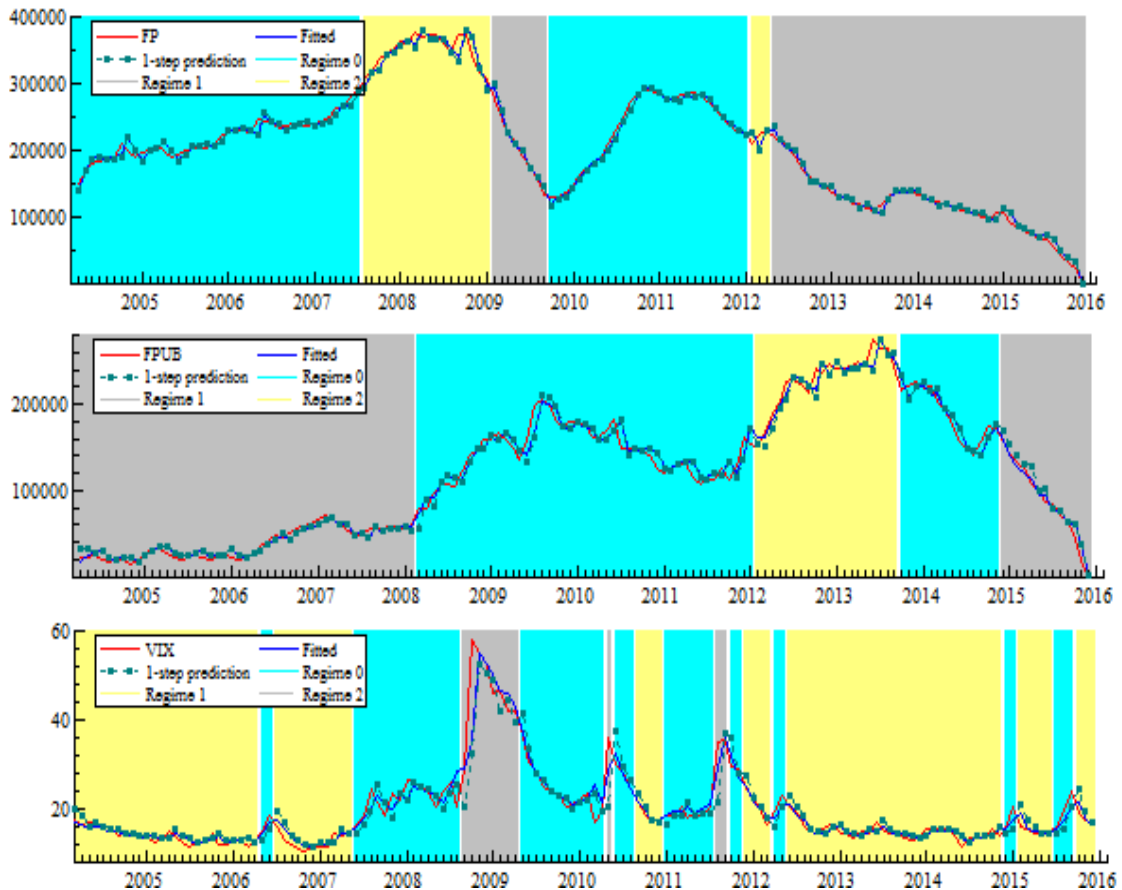 400000
300000
200000
100000
FP Fitted
1-step prediction Regime 0
Regime 1 Regime 2
2005 2006 2007 2008 2009 2010 2011 2012 2013 2014 2015 2016
200000
100000
FPUB Fitted
1-step prediction Regime 0
Regime 1 Regime 2
2005 2006 2007 2008 2009 2010 2011 2012 2013 2014 2015 2016
60
40
20
VIX Fitted
1-step prediction Regime 0
Regime 1 Regime 2
2005 2006 2007 2008 2009 2010 2011 2012 2013 2014 2015 2016